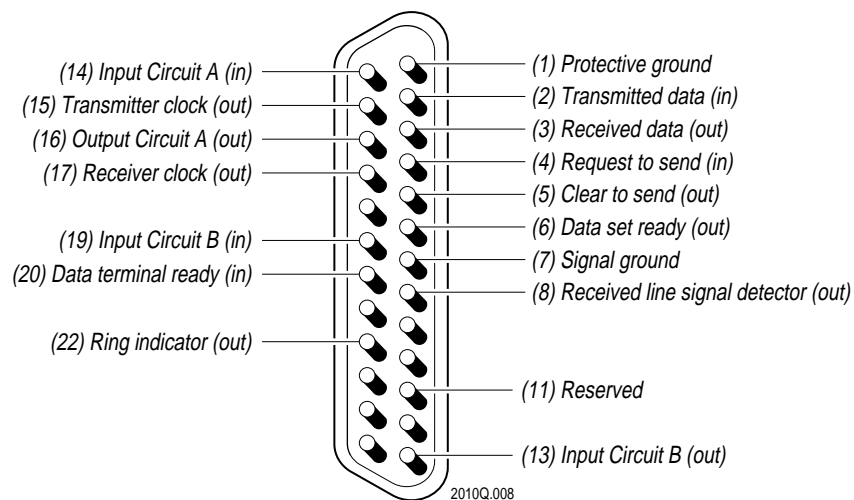 (14) Input Circuit A (in)
(15) Transmitter clock (out)
(16) Output Circuit A (out)
(17) Receiver clock (out)
(19) Input Circuit B (in)
(20) Data terminal ready (in)
(22) Ring indicator (out)
(1) Protective ground
(2) Transmitted data (in)
(3) Received data (out)
(4) Request to send (in)
(5) Clear to send (out)
(6) Data set ready (out)
(7) Signal ground
(8) Received line signal detector (out)
(11) Reserved
(13) Input Circuit B (out)
2010Q.008